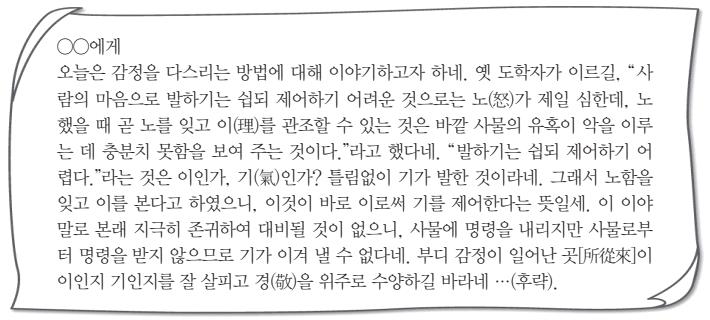 ○○에게
오늘은 감정을 다스리는 방법에 대해 이야기하고자 하네. 옛 도학자가 이르길, “사
람의 마음으로 발하기는 쉽되 제어하기 어려운 것으로는 노(怒)가 제일 심한데, 노
했을 때 곧 노를 잊고 이(理)를 관조할 수 있는 것은 바깥 사물의 유혹이 악을 이루
는 데 충분치 못함을 보여 주는 것이다.”라고 했다네. “발하기는 쉽되 제어하기 어
렵다.”라는 것은 이인가, 기(氣)인가? 틀림없이 기가 발한 것이라네. 그래서 노함을
잊고 이를 본다고 하였으니, 이것이 바로 이로써 기를 제어한다는 뜻일세. 이 이야
말로 본래 지극히 존귀하여 대비될 것이 없으니, 사물에 명령을 내리지만 사물로부
터 명령을 받지 않으므로 기가 이겨 낼 수 없다네. 부디 감정이 일어난 곳[所從來]이
이인지 기인지를 잘 살피고 경(敬)을 위주로 수양하길 바라네 …(후략).